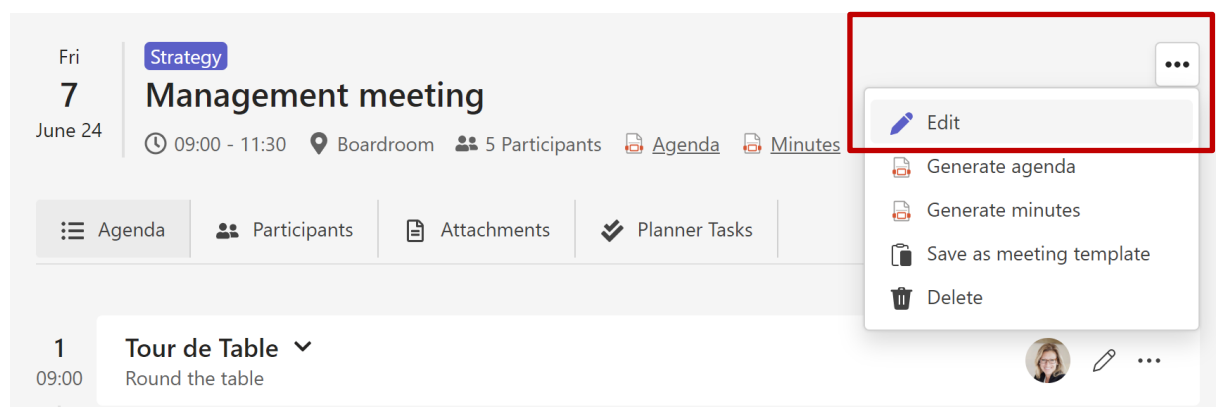 Fri
7
June 24
Strategy
Management meeting
09:00 - 11:30 Boardroom 5 Participants Agenda Minutes
•••
Edit
Generate agenda
Generate minutes
Save as meeting template
Delete
Agenda Participants Attachments Planner Tasks
1
09:00
Tour de Table
Round the table